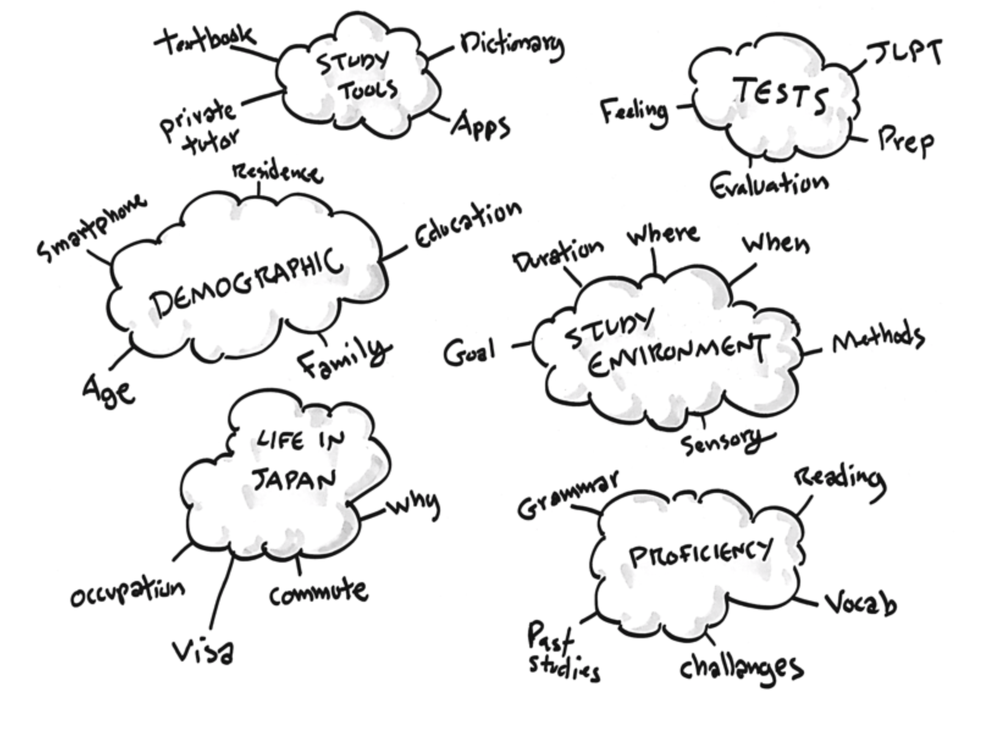 Textbook
STUDY
TOOLS
Dictionary
private
tutor
Apps
TESTS
JLPT
Feeling
Prep
Evaluation
Residence
Smartphone
Education
DEMOGRAPHIC
Age
Family
Duration
Where
When
Goal
STUDY
ENVIRONMENT
Methods
Sensory
LIFE IN
JAPAN
Why
occupation
Visa
commute
Grammar
Reading
PROFICIENCY
Vocab
Past
studies
challanges